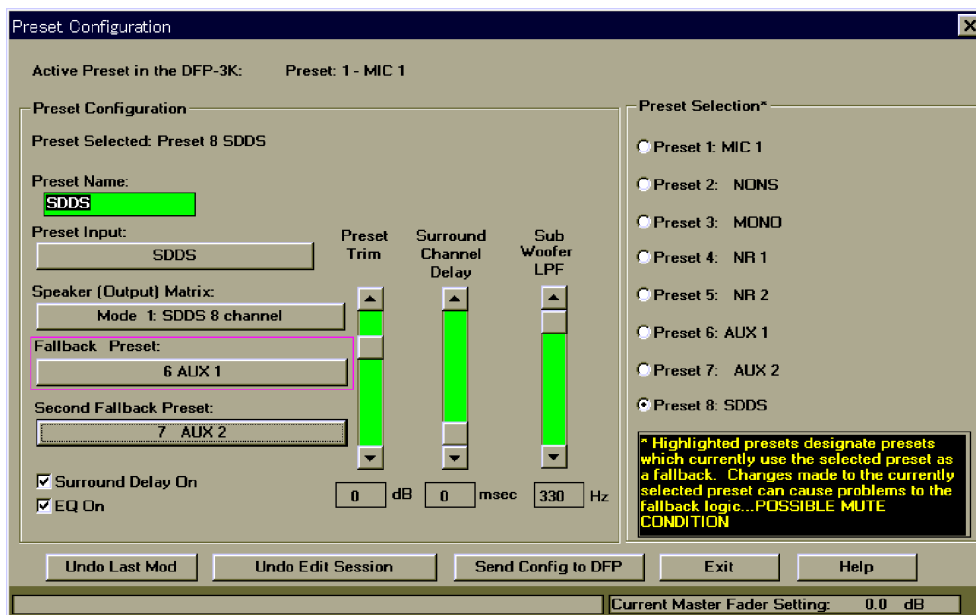 Preset Configuration
Active Preset in the DFP-3K: Preset: 1 - MIC 1
Preset Configuration
Preset Selected: Preset 8 SDDS
Preset Name:
SDDS
Preset Input:
SDDS
Speaker (Output) Matrix:
Mode 1: SDDS 8 channel
Fallback Preset:
6 AUX 1
Second Fallback Preset:
7 AUX 2
Surround Delay On
EQ On
Preset
Trim
0 dB
Surround
Channel
Delay
0 msec
Sub
Woofer
LPF
330 Hz
Preset Selection*
Preset 1: MIC 1
Preset 2: NONS
Preset 3: MONO
Preset 4: NR 1
Preset 5: NR 2
Preset 6: AUX 1
Preset 7: AUX 2
Preset 8: SDDS
* Highlighted presets designate presets
which currently use the selected preset as
a fallback. Changes made to the currently
selected preset can cause problems to the
fallback logic...POSSIBLE MUTE
CONDITION
Undo Last Mod
Undo Edit Session
Send Config to DFP
Exit
Help
Current Master Fader Setting: 0.0 dB